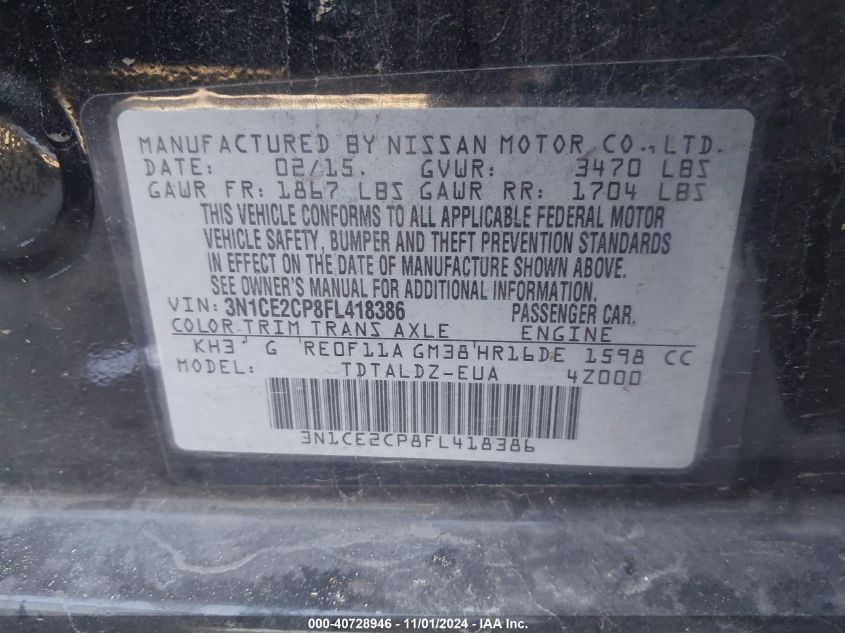 MANUFACTURED BY NISSAN MOTOR CO., LTD.
DATE: 02/15. GVWR: 3470 LBS
GAWR FR: 1867 LBS GAWR RR: 1704 LBS
THIS VEHICLE CONFORMS TO ALL APPLICABLE FEDERAL MOTOR
VEHICLE SAFETY, BUMPER AND THEFT PREVENTION STANDARDS
IN EFFECT ON THE DATE OF MANUFACTURE SHOWN ABOVE.
SEE OWNER'S MANUAL FOR ADDITIONAL INFORMATION.
VIN: 3N1CE2CP8FL418386 PASSENGER CAR.
COLOR TRIM TRANS AXLE ENGINE
KH3 G RE0F11A GM38 HR16DE 1598 CC
MODEL: TDTALDZ-EUA 4Z000
3N1CE2CP8FL418386
000-40728946 - 11/01/2024 - IAA Inc.